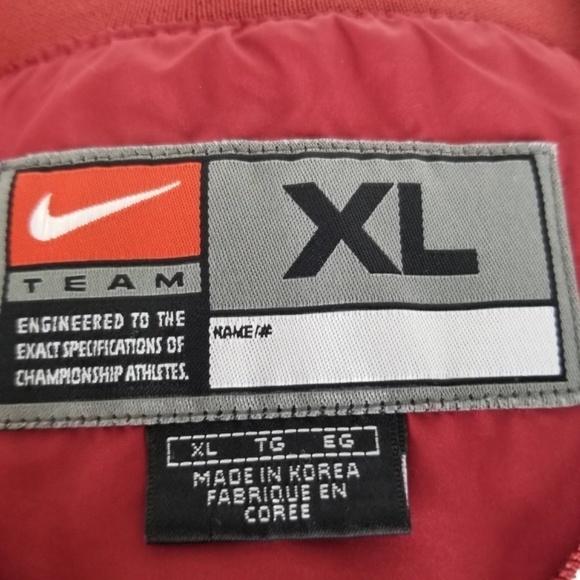 TEAM
ENGINEERED TO THE
EXACT SPECIFICATIONS OF
CHAMPIONSHIP ATHLETES.
XL
NAME/#
XL TG EG
MADE IN KOREA
FABRIQUE EN
COREE